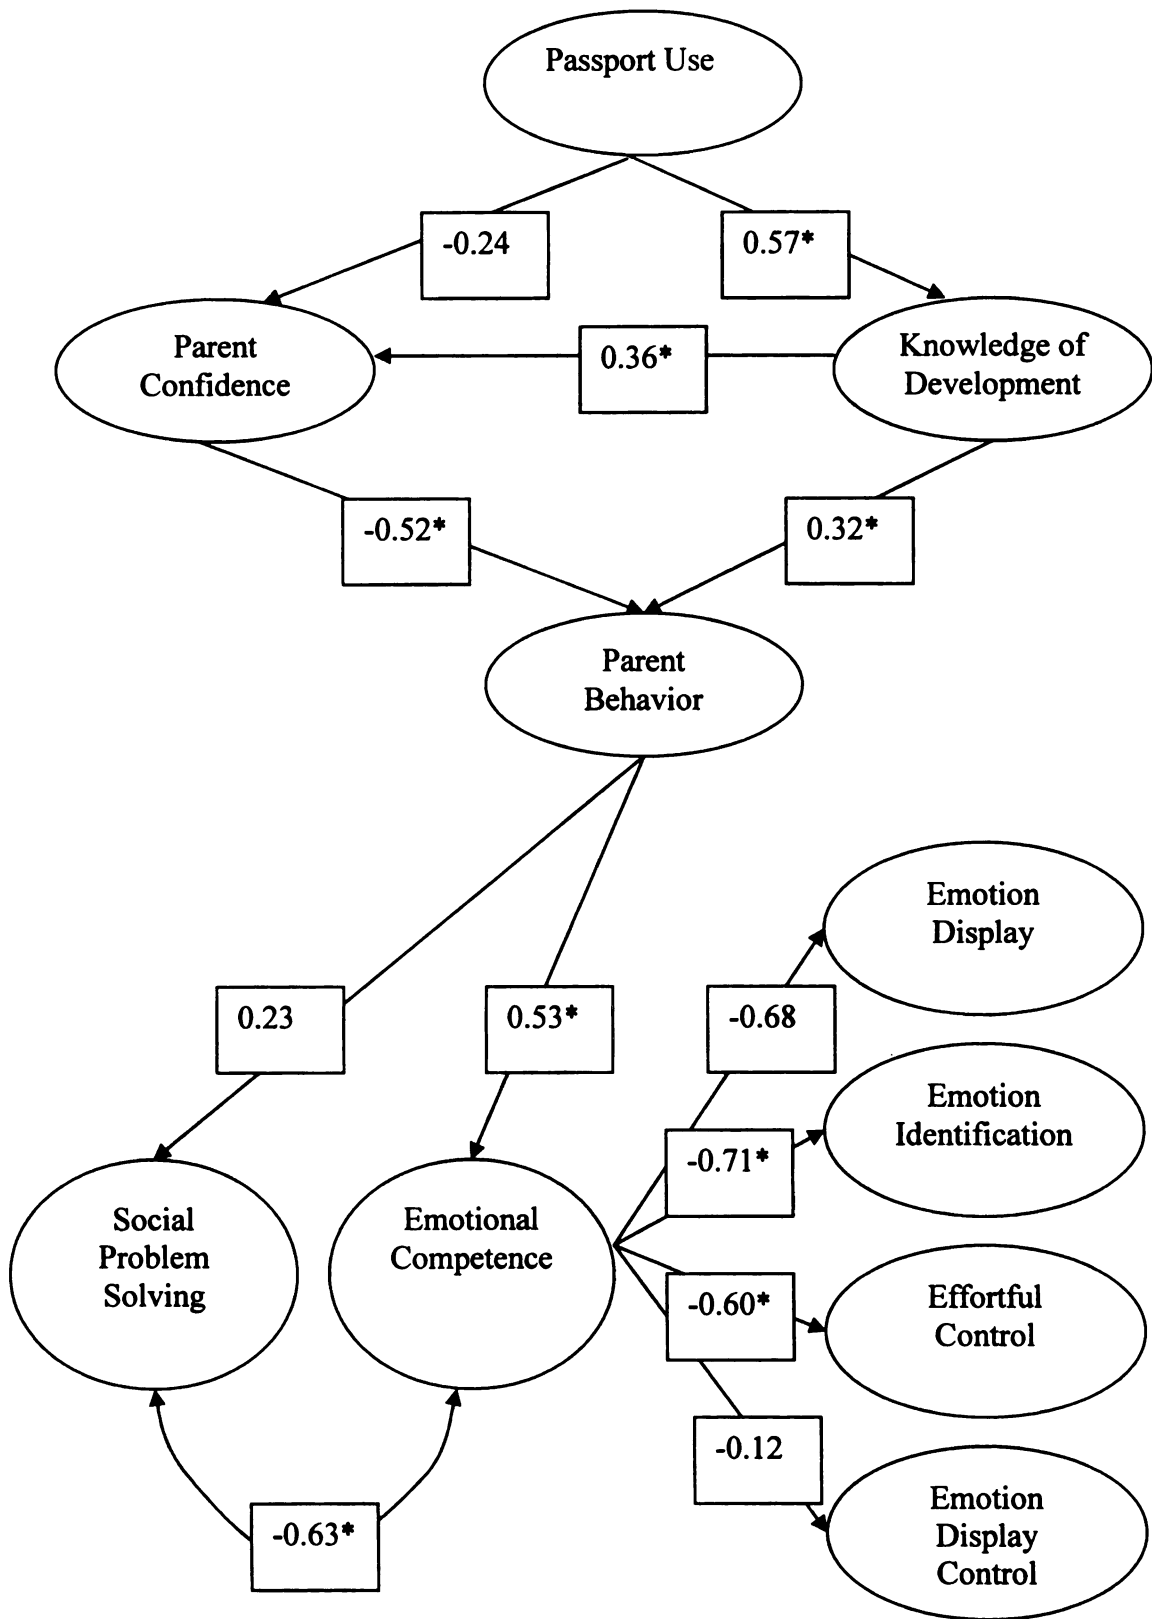 Passport Use
-0.24
0.57*
Parent
Confidence
0.36*
Knowledge of
Development
-0.52*
0.32*
Parent
Behavior
Emotion
Display
0.23
0.53*
-0.68
Emotion
Identification
-0.71*
Social
Problem
Solving
Emotional
Competence
-0.60*
Effortful
Control
-0.12
-0.63*
Emotion
Display
Control